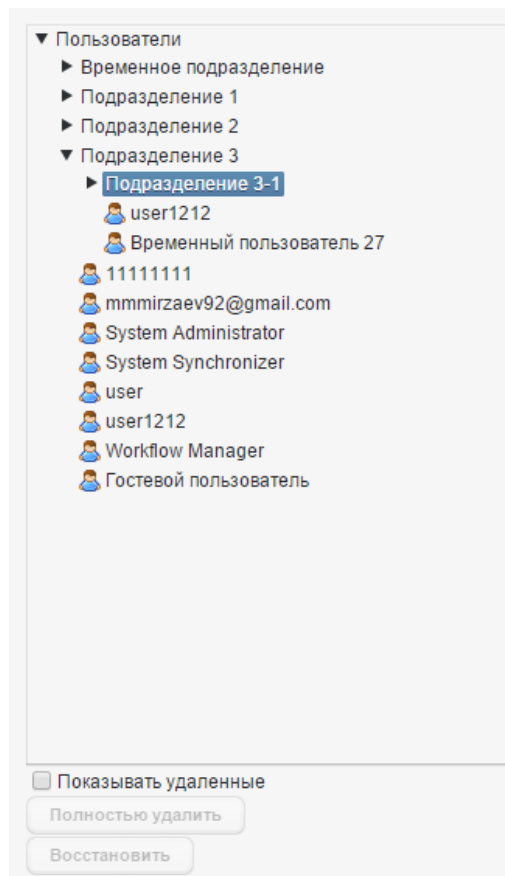 Пользователи
Временное подразделение
Подразделение 1
Подразделение 2
Подразделение 3
Подразделение 3-1
user1212
Временный пользователь 27
11111111
mmmirzaev92@gmail.com
System Administrator
System Synchronizer
user
user1212
Workflow Manager
Гостевой пользователь
Показывать удаленные
Полностью удалить
Восстановить